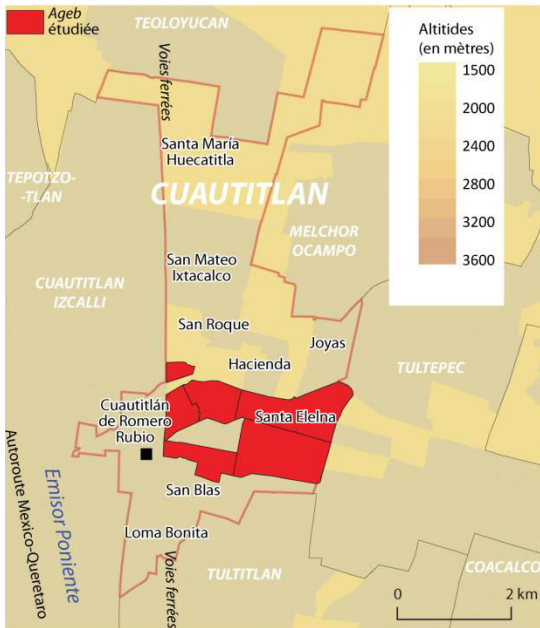 Ageb
étudiée
TEOLOYUCAN
Voies ferrées
Altitides
(en mètres)
1500
2000
2400
2800
3200
3600
Santa María
Huecatitla
TEPOTZO-
-TLAN
CUAUTITLAN
MELCHOR
OCAMPO
San Mateo
Ixtacalco
CUAUTITLAN
IZCALLI
San Roque
Joyas
Hacienda
TULTEPEC
Cuautitlán
de Romero
Rubio
Santa Elelna
Autoroute Mexico-Queretaro
Emisor Poniente
San Blas
Loma Bonita
Voies ferrées
TULTITLAN
COACALCO
0 2 km